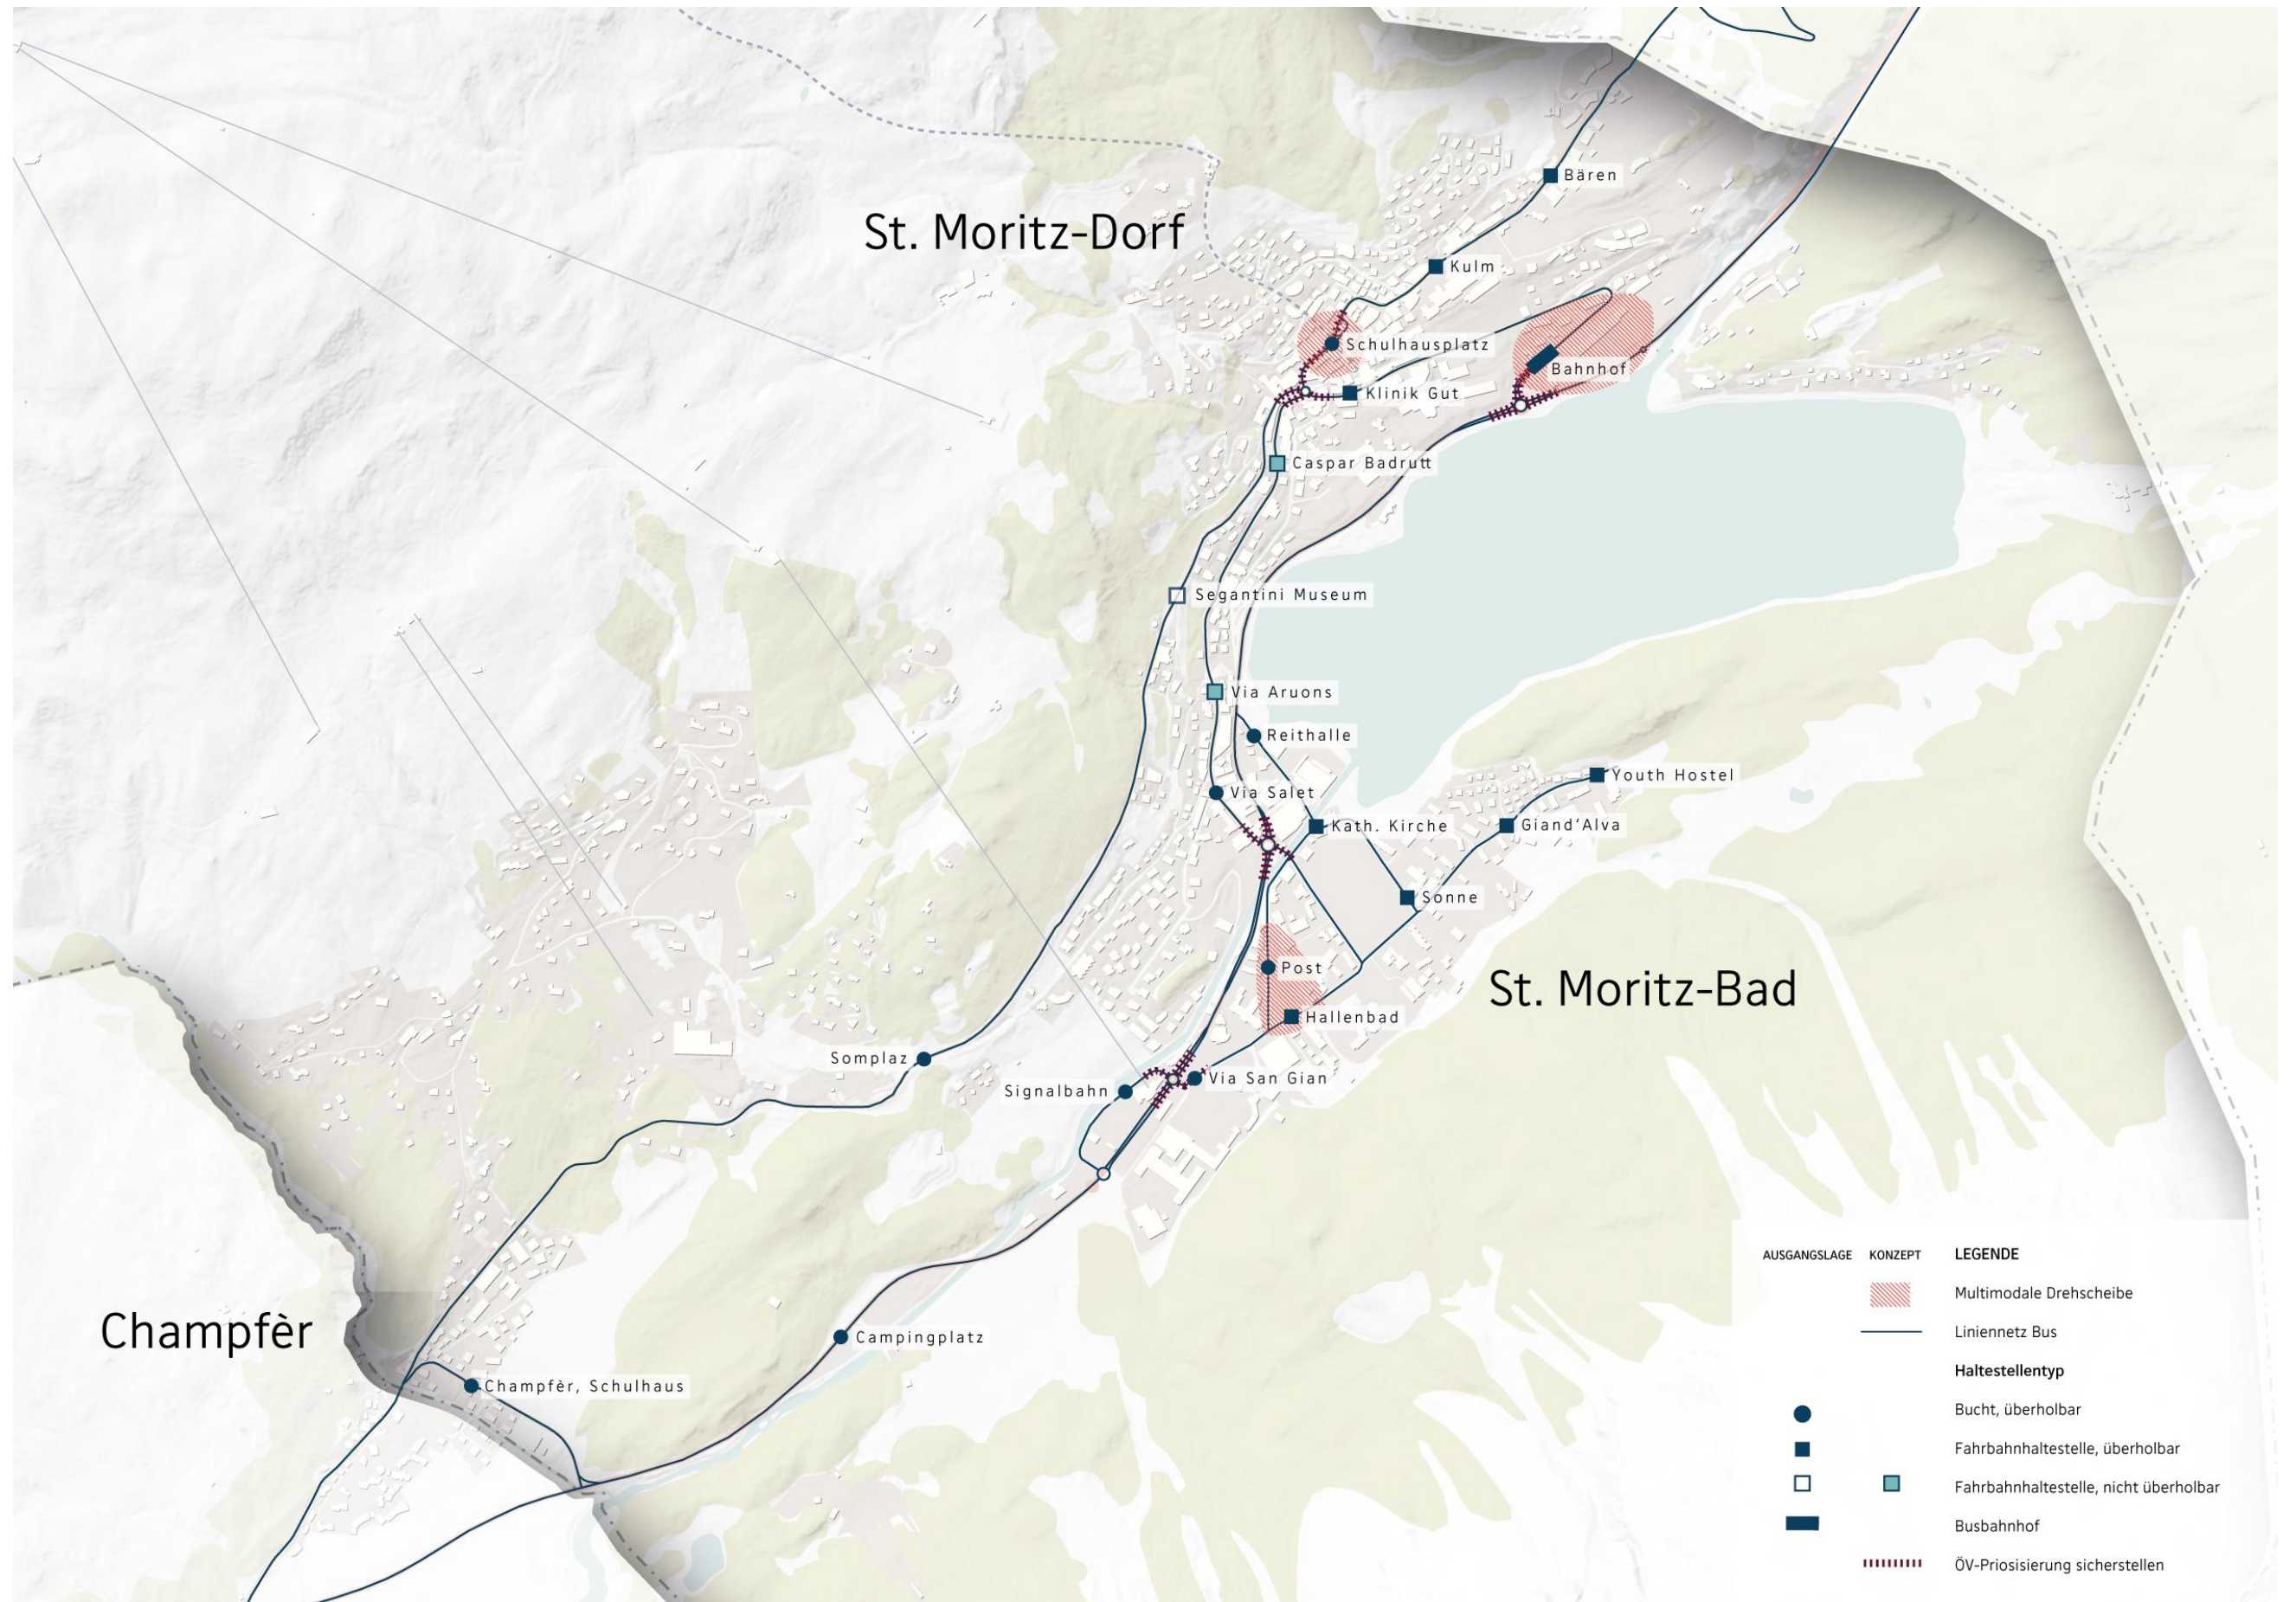 Bären
St. Moritz-Dorf
Kulm
Schulhausplatz
Bahnhof
Klinik Gut
Caspar Badrutt
Segantini Museum
Via Aruons
Reithalle
Youth Hostel
Via Salet
Kath. Kirche
Giand'Alva
Sonne
Post
St. Moritz-Bad
Hallenbad
Somplaz
Via San Gian
Signalbahn
Champfèr
Campingplatz
Champfèr, Schulhaus
AUSGANGSLAGE KONZEPT LEGENDE
Multimodale Drehscheibe
Liniennetz Bus
Haltestellentyp
Bucht, überholbar
Fahrbahnhaltestelle, überholbar
Fahrbahnhaltestelle, nicht überholbar
Busbahnhof
ÖV-Priosisierung sicherstellen